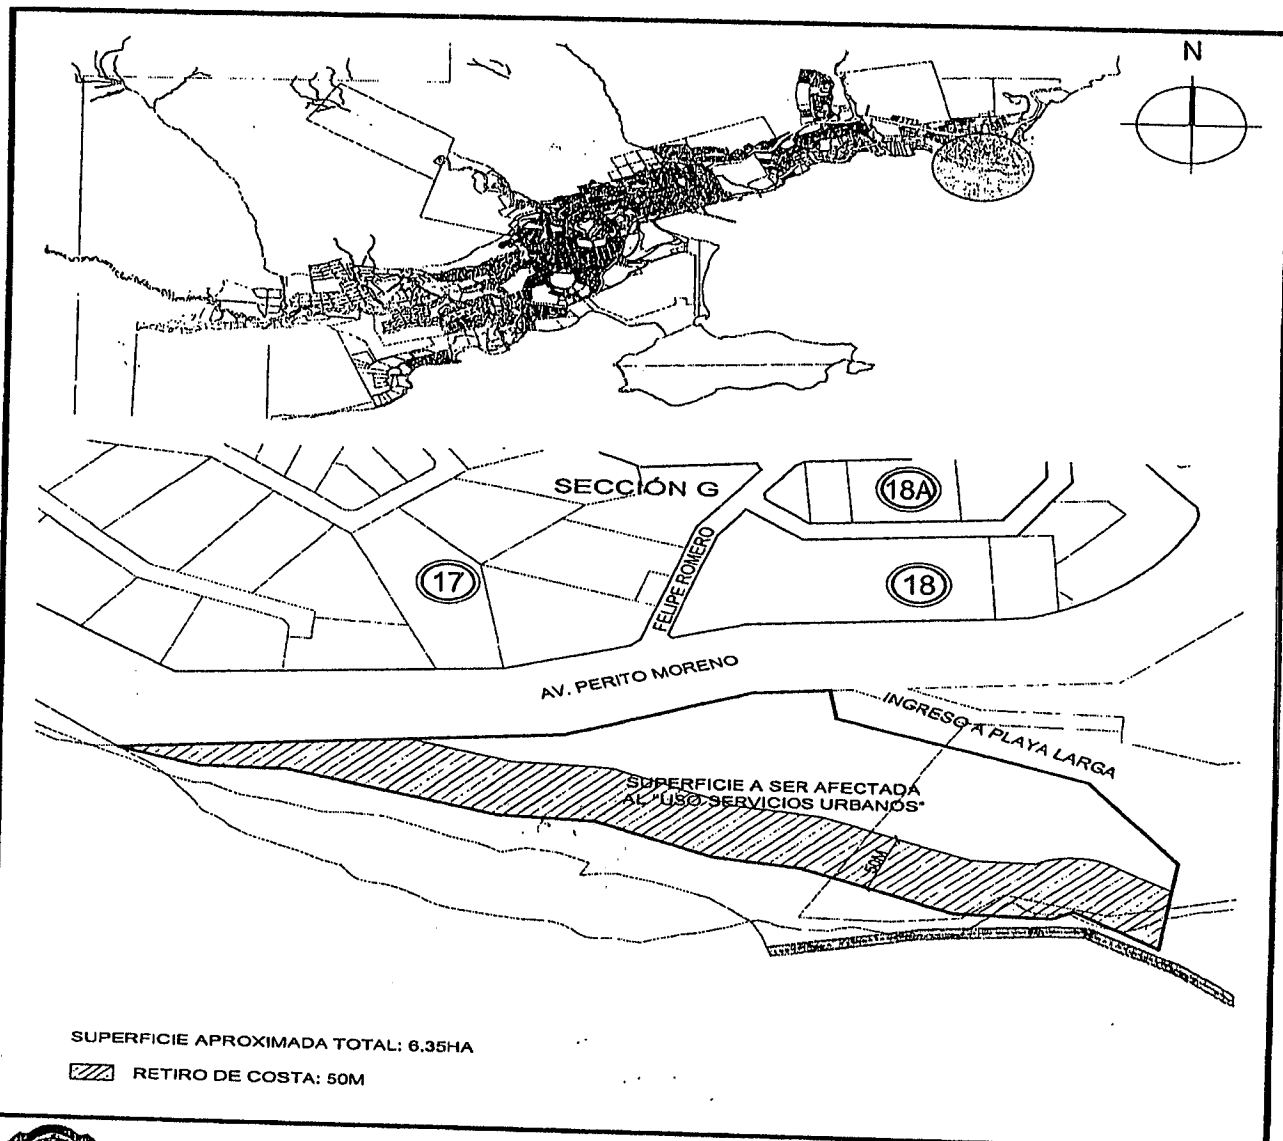 N
SECCIÓN G
18A
17
FELIPE ROMERO
18
AV. PERITO MORENO
INGRESO A PLAYA LARGA
SUPERFICIE A SER AFECTADA
AL "USO SERVICIOS URBANOS"
50M
SUPERFICIE APROXIMADA TOTAL: 6.35HA
RETIRO DE COSTA: 50M